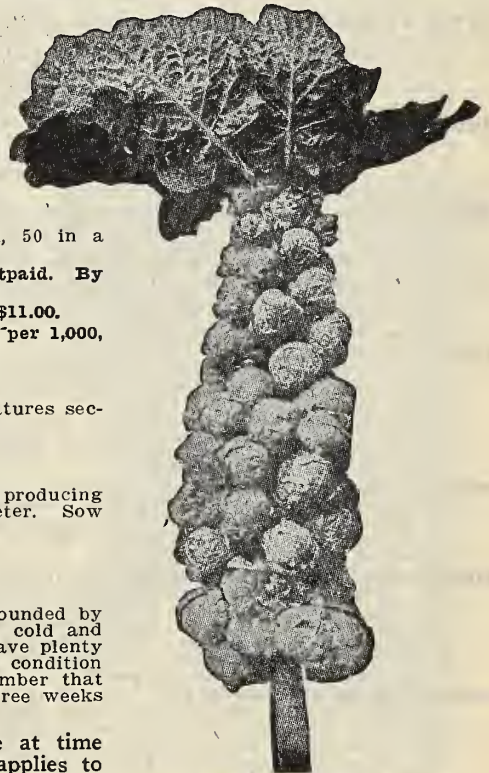 , 50 in a
tpaid. By
$11.00.
per 1,000,
atures sec-
producing
eter. Sow
ounded by
cold and
ave plenty
condition
mber that
ree weeks
e at time
applies to